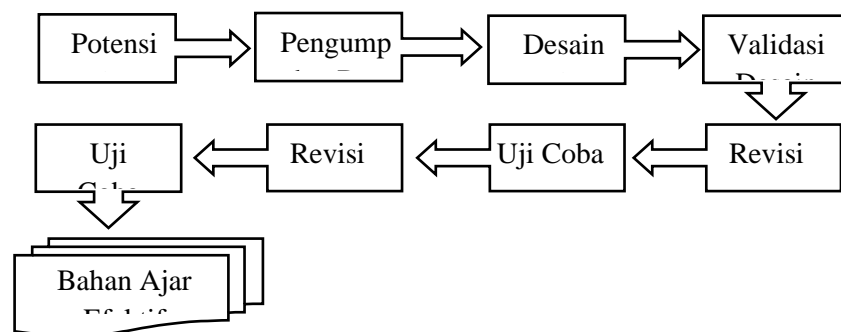 Potensi
Pengump
Desain
Validasi
Uji
Revisi
Uji Coba
Revisi
Bahan Ajar